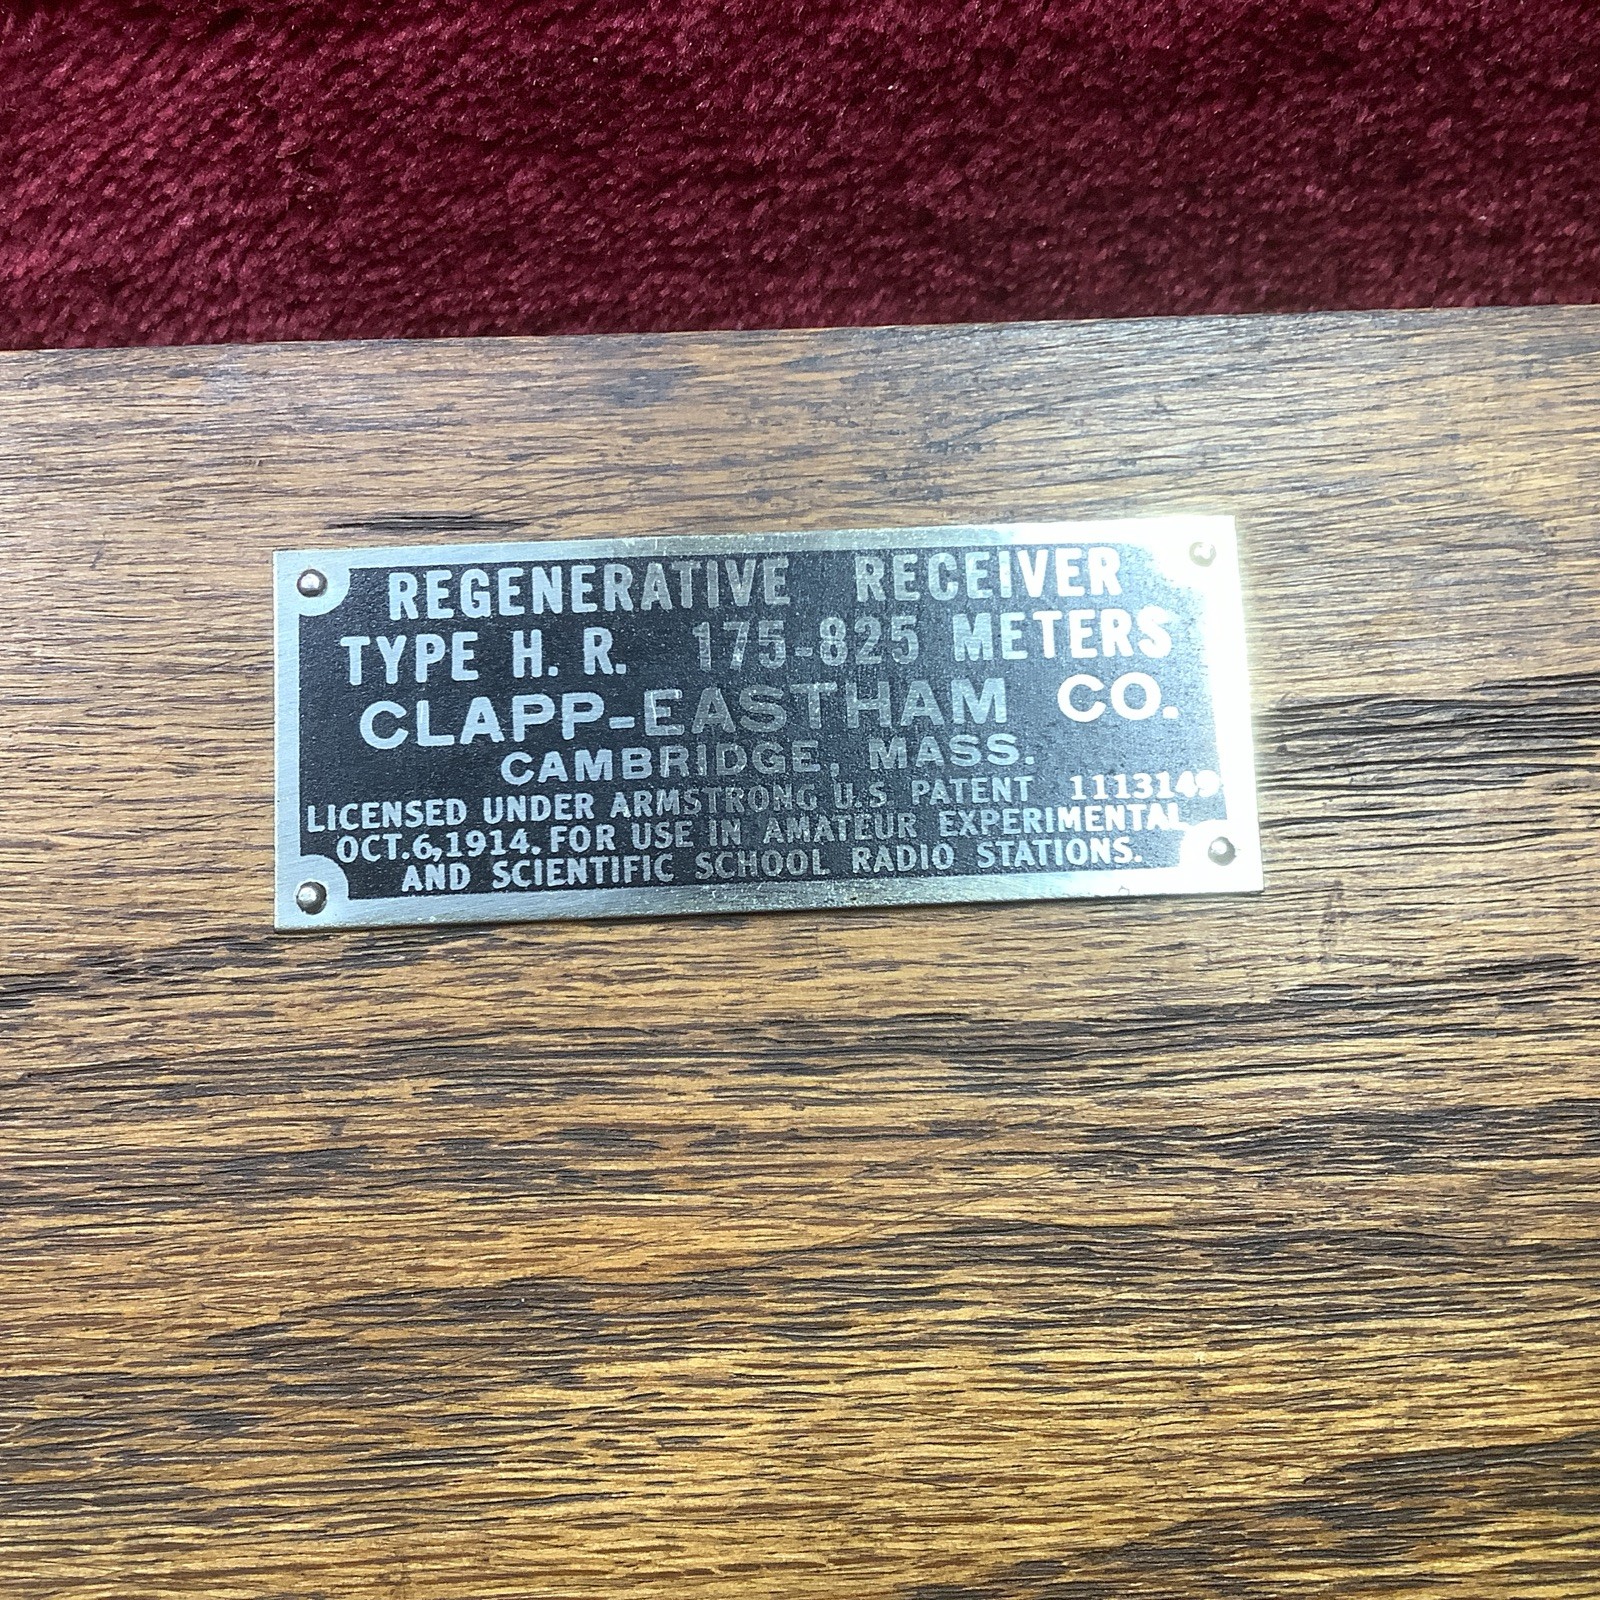 REGENERATIVE RECEIVER
TYPE H. R. 175-825 METERS
CLAPP-EASTHAM CO.
CAMBRIDGE, MASS.
LICENSED UNDER ARMSTRONG U.S PATENT 1113149
OCT.6,1914. FOR USE IN AMATEUR EXPERIMENTAL
AND SCIENTIFIC SCHOOL RADIO STATIONS.